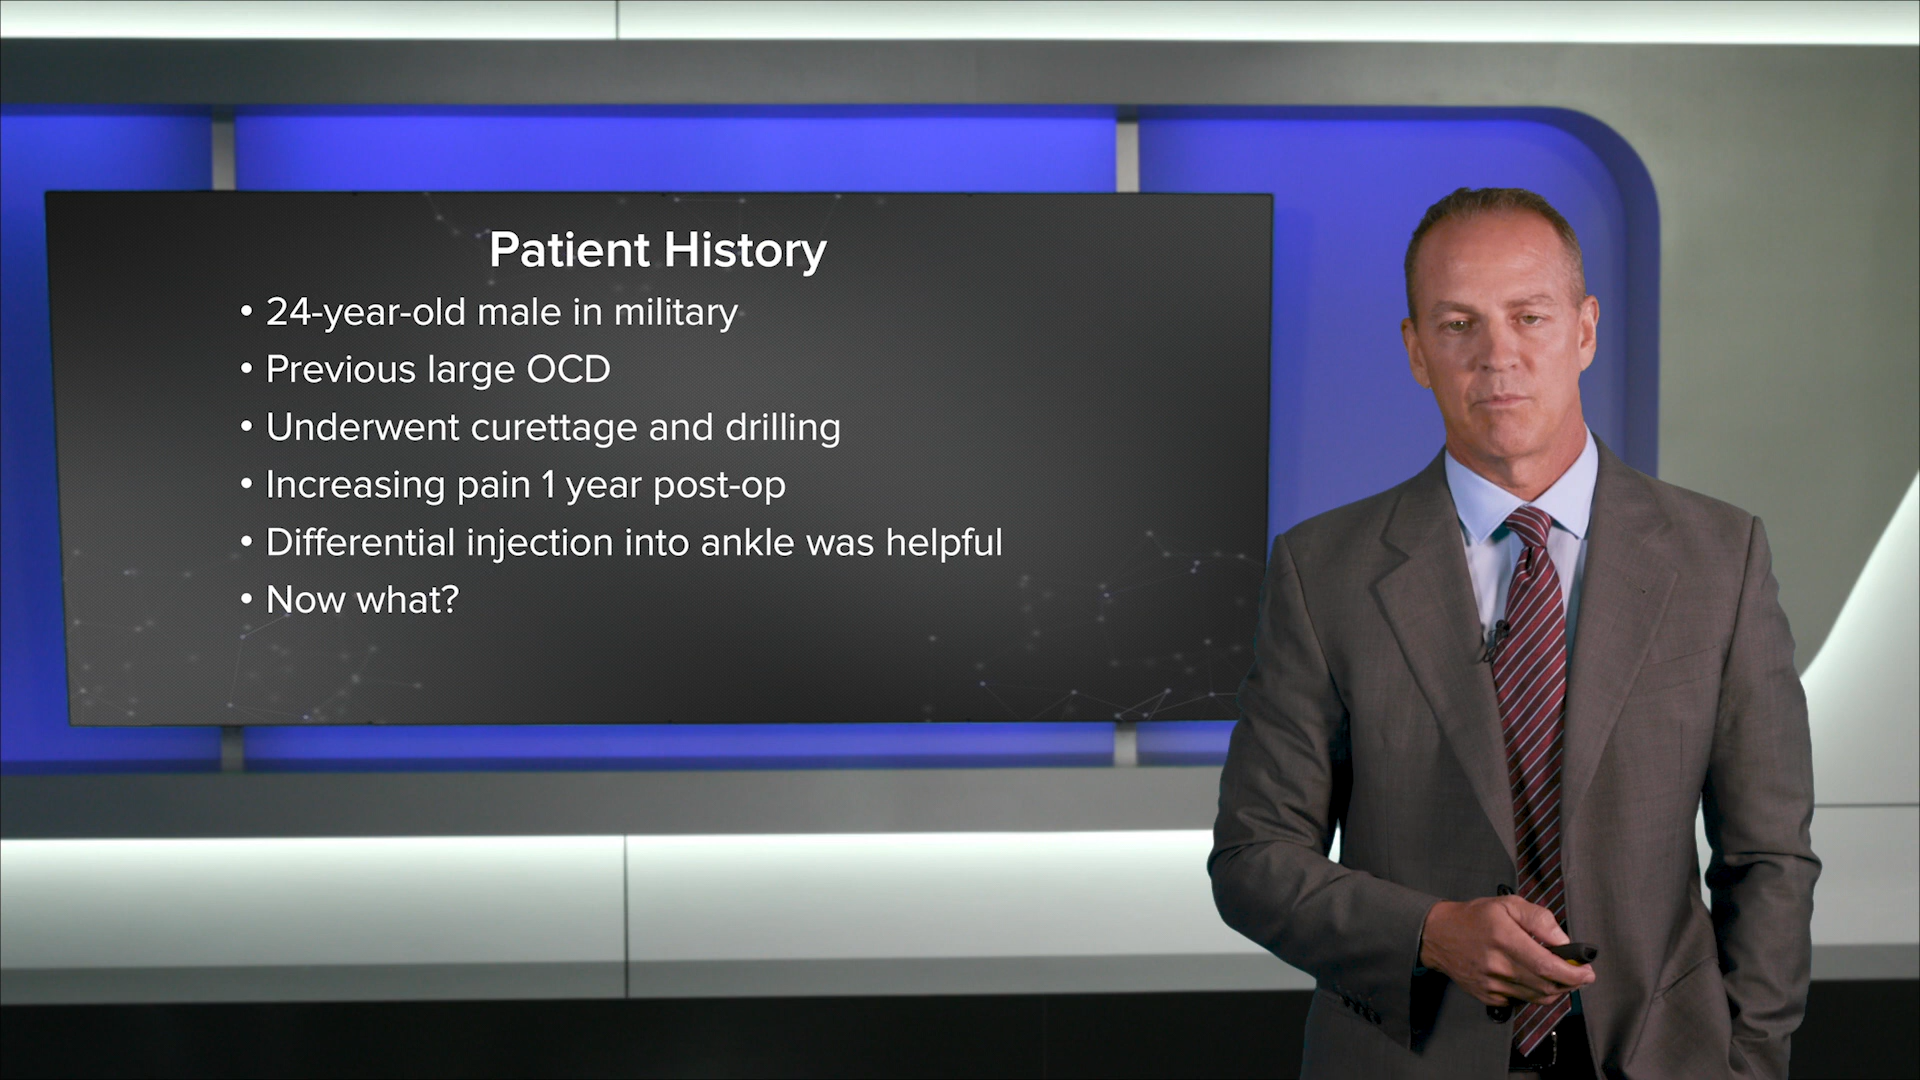 Patient History
• 24-year-old male in military
• Previous large OCD
• Underwent curettage and drilling
• Increasing pain 1 year post-op
• Differential injection into ankle was helpful
• Now what?